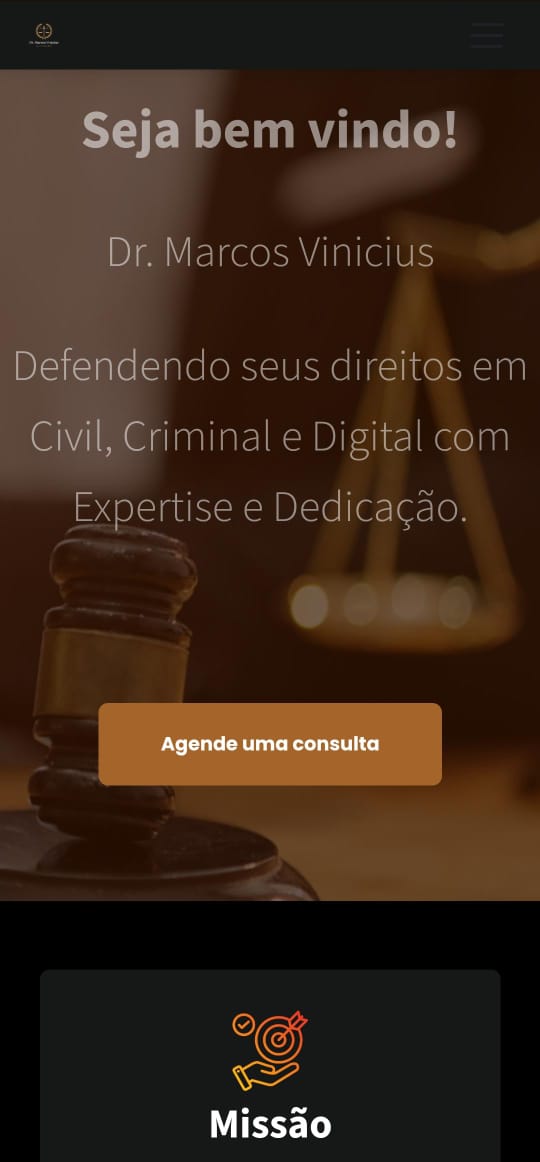 Seja bem vindo!
Dr. Marcos Vinicius
Defendendo seus direitos em
Civil, Criminal e Digital com
Expertise e Dedicação.
Agende uma consulta
Missão